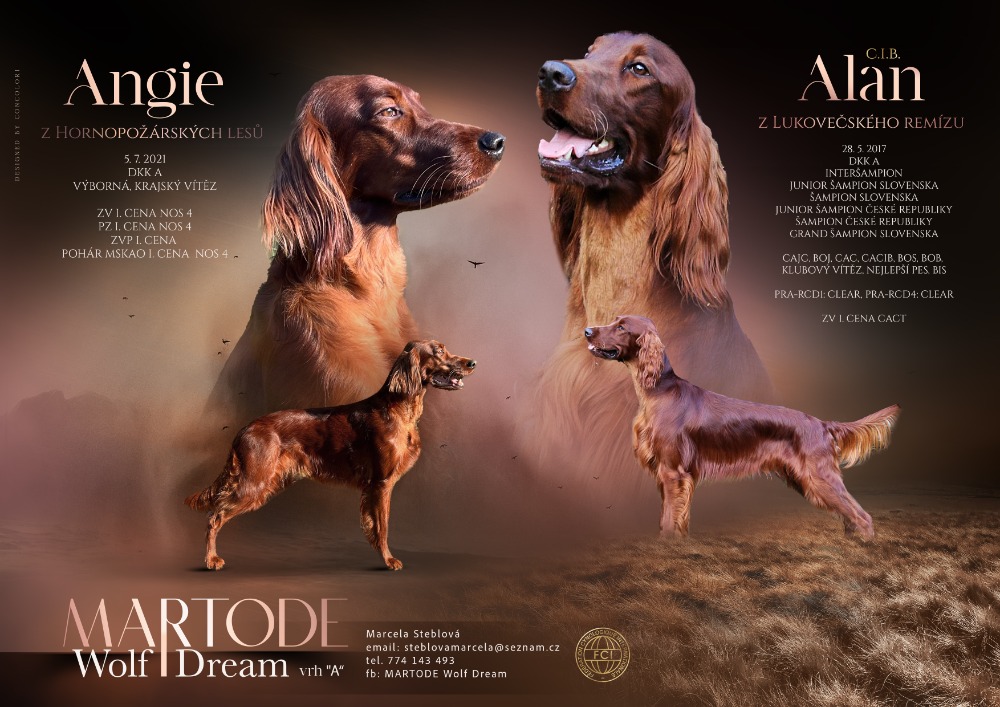 DESIGNED BY CONCOLORI
Angie
z Hornopožárských lesů
5. 7. 2021
DKK A
VÝBORNÁ, KRAJSKÝ VÍTĚZ
ZV I. CENA NOS 4
PZ I. CENA NOS 4
ZVP I. CENA
POHÁR MSKAO I. CENA NOS 4
C.I.B.
Alan
z Lukovečského remízu
28. 5. 2017
DKK A
INTERŠAMPION
JUNIOR ŠAMPION SLOVENSKA
ŠAMPION SLOVENSKA
JUNIOR ŠAMPION ČESKÉ REPUBLIKY
ŠAMPION ČESKÉ REPUBLIKY
GRAND ŠAMPION SLOVENSKA
CAJC, BOJ, CAC, CACIB, BOS, BOB,
KLUBOVÝ VÍTĚZ, NEJLEPŠÍ PES, BIS
PRA-RCD1: CLEAR, PRA-RCD4: CLEAR
ZV I. CENA CACT
MARTODE
Wolf Dream vrh "A"
Marcela Steblová
email: steblovamarcela@seznam.cz
tel. 774 143 493
fb: MARTODE Wolf Dream
FCI